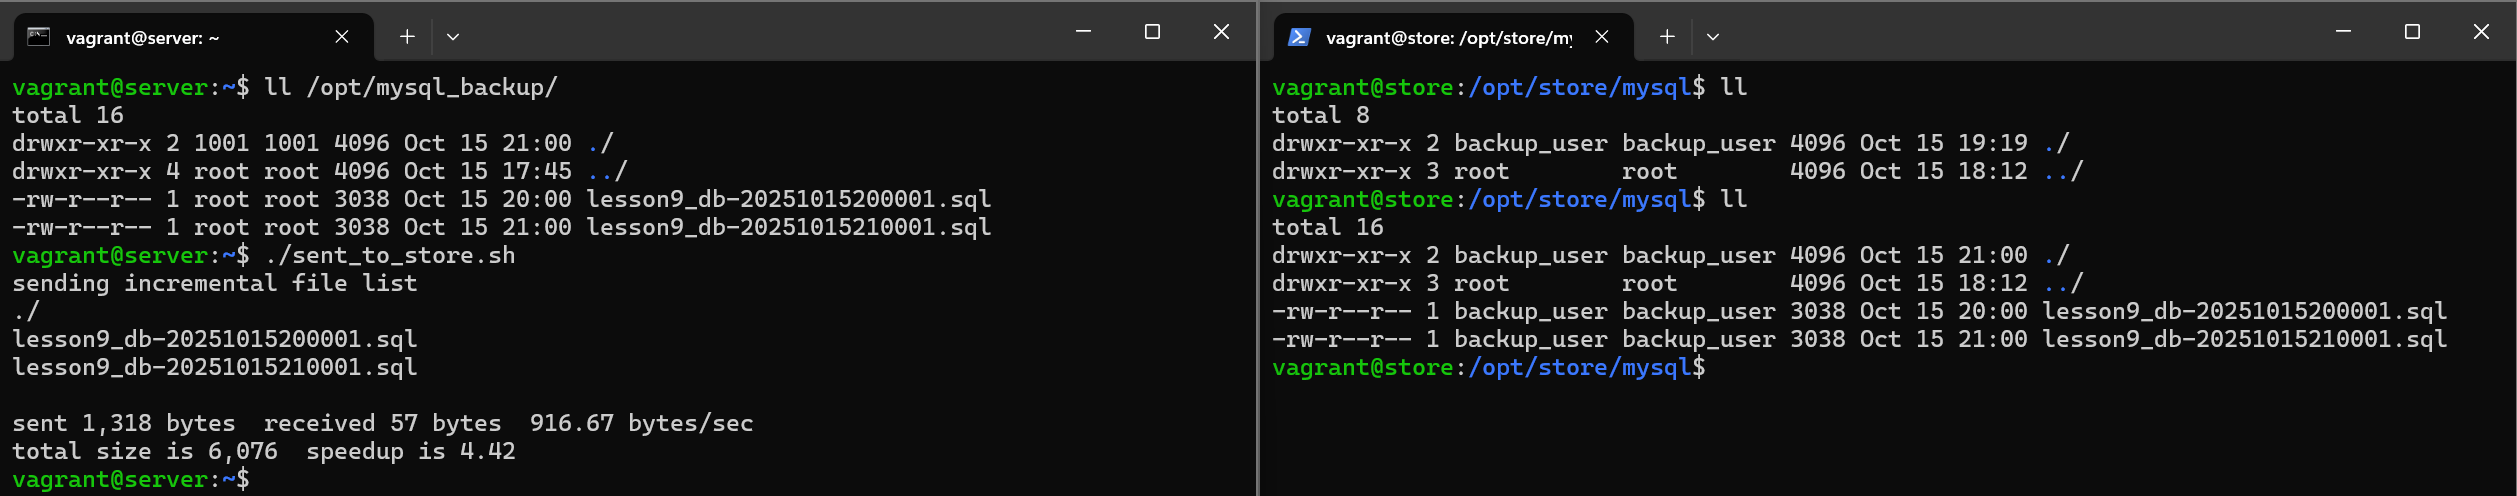 vagrant@server: ~
vagrant@server:~$ ll /opt/mysql_backup/
total 16
drwxr-xr-x 2 1001 1001 4096 Oct 15 21:00 ./
drwxr-xr-x 4 root root 4096 Oct 15 17:45 ../
-rw-r--r-- 1 root root 3038 Oct 15 20:00 lesson9_db-20251015200001.sql
-rw-r--r-- 1 root root 3038 Oct 15 21:00 lesson9_db-20251015210001.sql
vagrant@server:~$ ./sent_to_store.sh
sending incremental file list
./
lesson9_db-20251015200001.sql
lesson9_db-20251015210001.sql
sent 1,318 bytes  received 57 bytes  916.67 bytes/sec
total size is 6,076  speedup is 4.42
vagrant@server:~$
vagrant@store: /opt/store/my
vagrant@store:/opt/store/mysql$ ll
total 8
drwxr-xr-x 2 backup_user backup_user 4096 Oct 15 19:19 ./
drwxr-xr-x 3 root        root        4096 Oct 15 18:12 ../
vagrant@store:/opt/store/mysql$ ll
total 16
drwxr-xr-x 2 backup_user backup_user 4096 Oct 15 21:00 ./
drwxr-xr-x 3 root        root        4096 Oct 15 18:12 ../
-rw-r--r-- 1 backup_user backup_user 3038 Oct 15 20:00 lesson9_db-20251015200001.sql
-rw-r--r-- 1 backup_user backup_user 3038 Oct 15 21:00 lesson9_db-20251015210001.sql
vagrant@store:/opt/store/mysql$